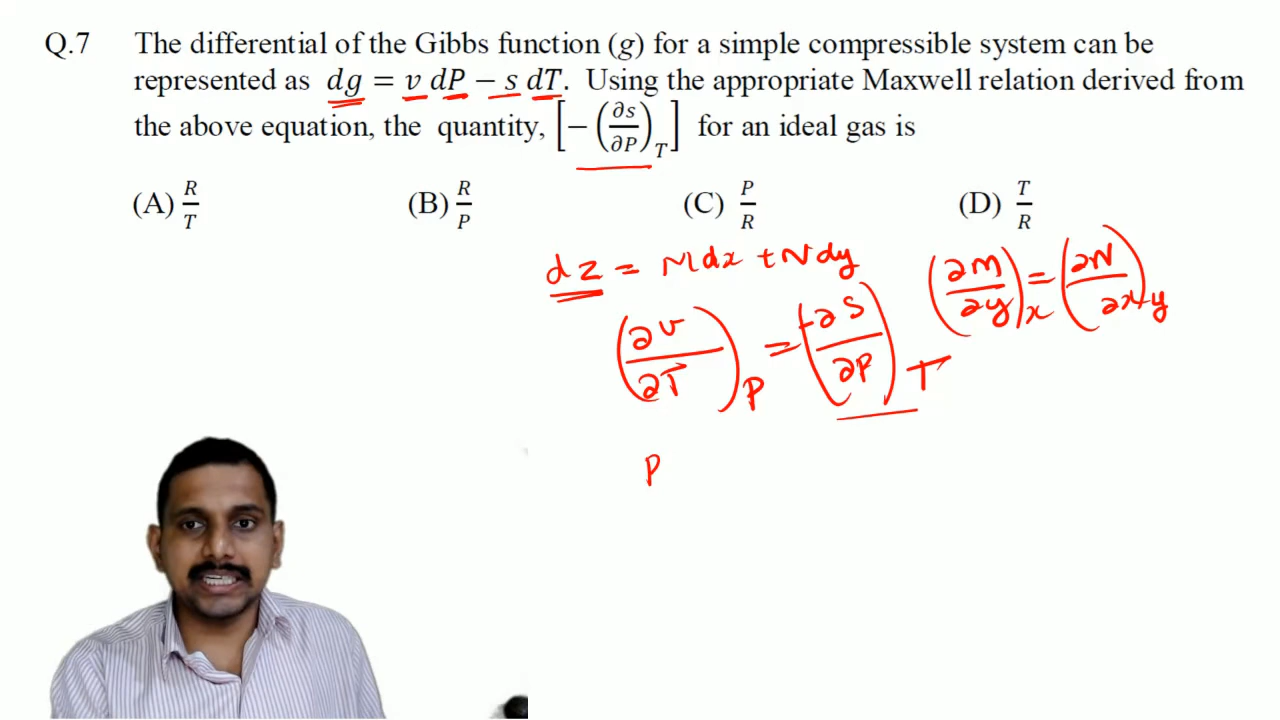 Q.7 The differential of the Gibbs function (g) for a simple compressible system can be
represented as dg = v dP − s dT. Using the appropriate Maxwell relation derived from
the above equation, the quantity, [−(∂s/∂P)_T] for an ideal gas is
(A) R/T (B) R/P (C) P/R (D) T/R
dz = Mdx + Ndy (∂M/∂y)_x = (∂N/∂x)_y
(∂v/∂T)_P = (-∂s/∂P)_T
P